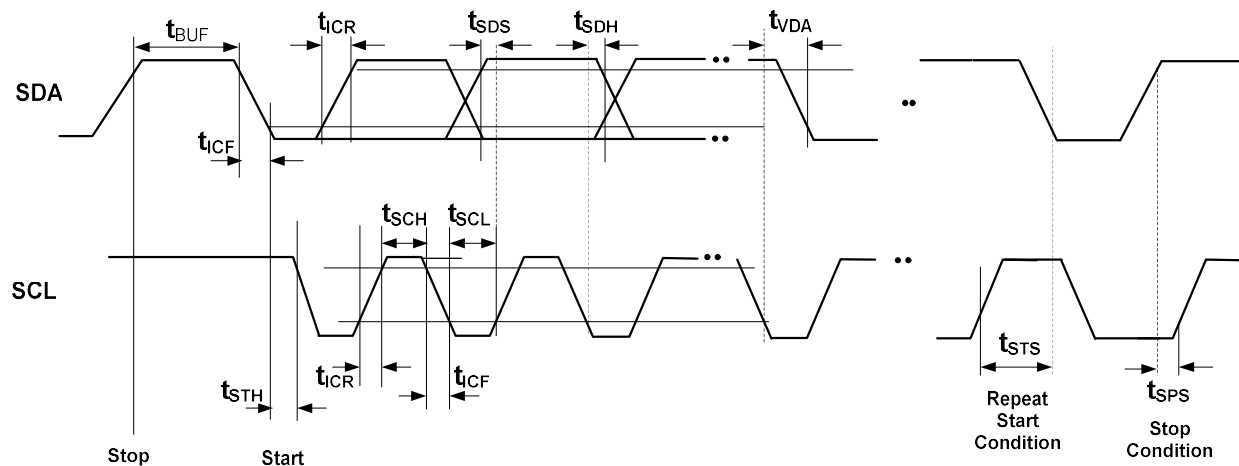 tBUF
tICR
tSDS
tSDH
tVDA
SDA
tICF
tSCH
tSCL
SCL
tSTH
tICR
tICF
tSTS
tSPS
Stop
Start
Repeat
Start
Condition
Stop
Condition